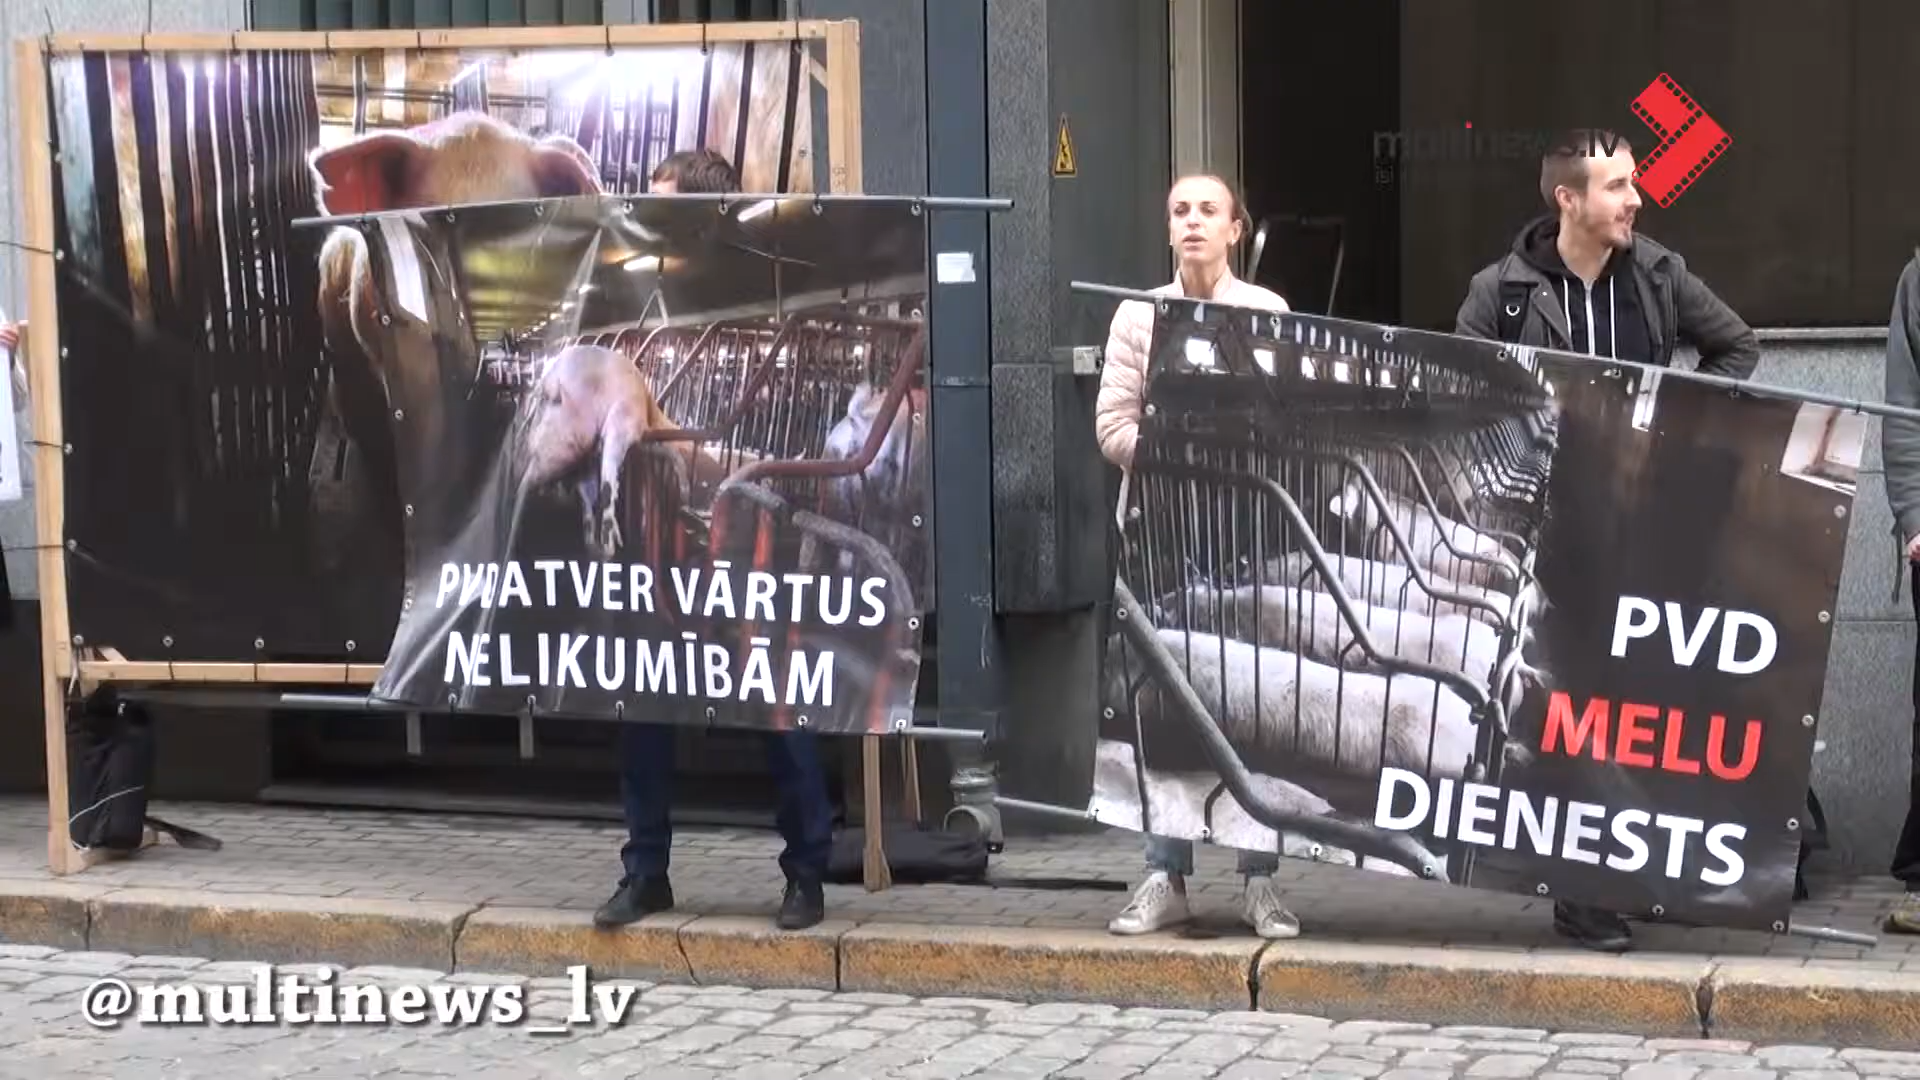 multinews.lv
PVD ATVER VĀRTUS
NELIKUMĪBĀM
PVD
MELU
DIENESTS
@multinews_lv